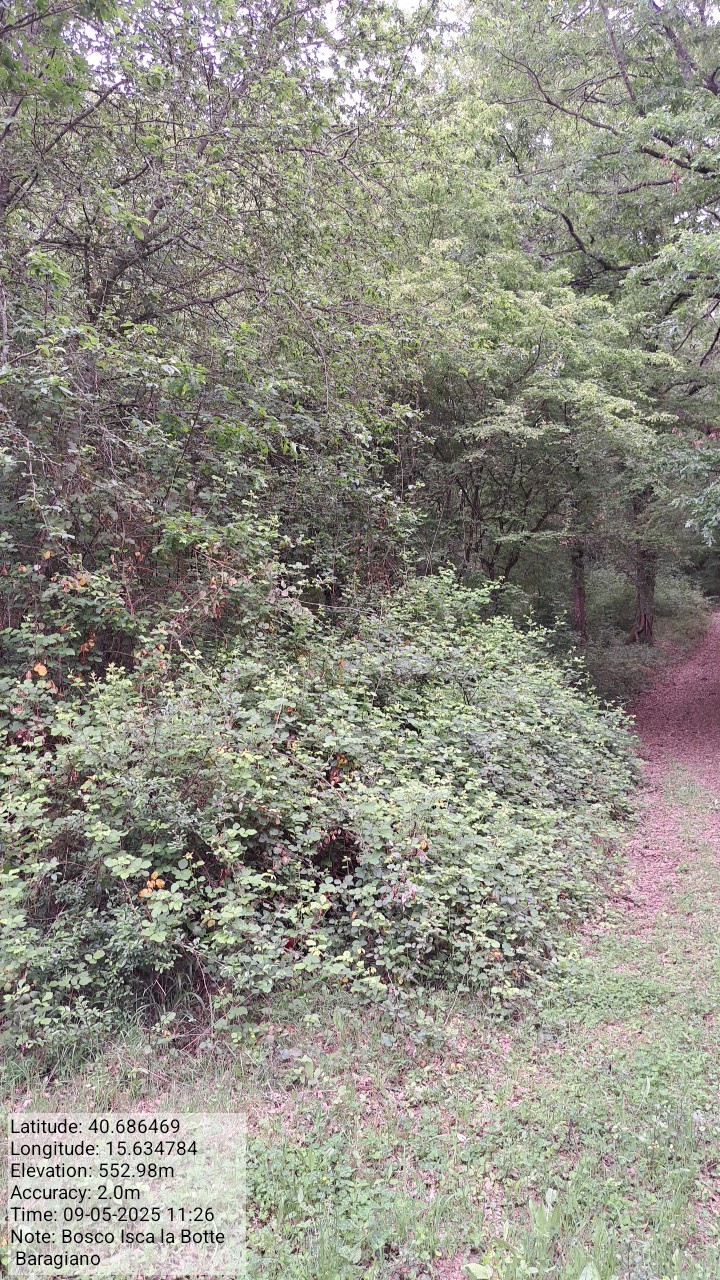 Latitude: 40.686469
Longitude: 15.634784
Elevation: 552.98m
Accuracy: 2.0m
Time: 09-05-2025 11:26
Note: Bosco Isca la Botte
Baragiano